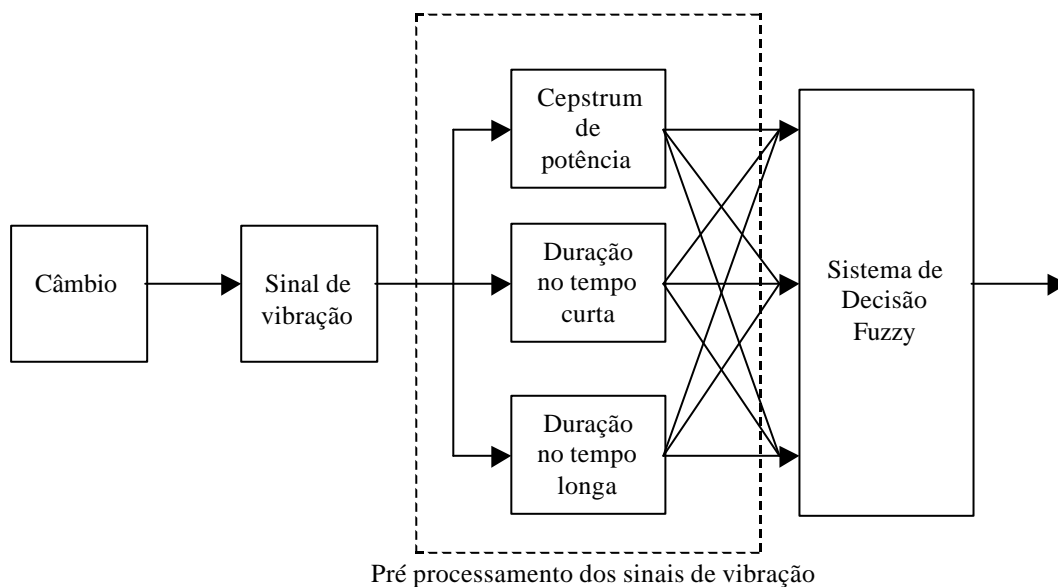 Câmbio
Sinal de
vibração
Cepstrum
de
potência
Duração
no tempo
curta
Duração
no tempo
longa
Sistema de
Decisão
Fuzzy
Pré processamento dos sinais de vibração